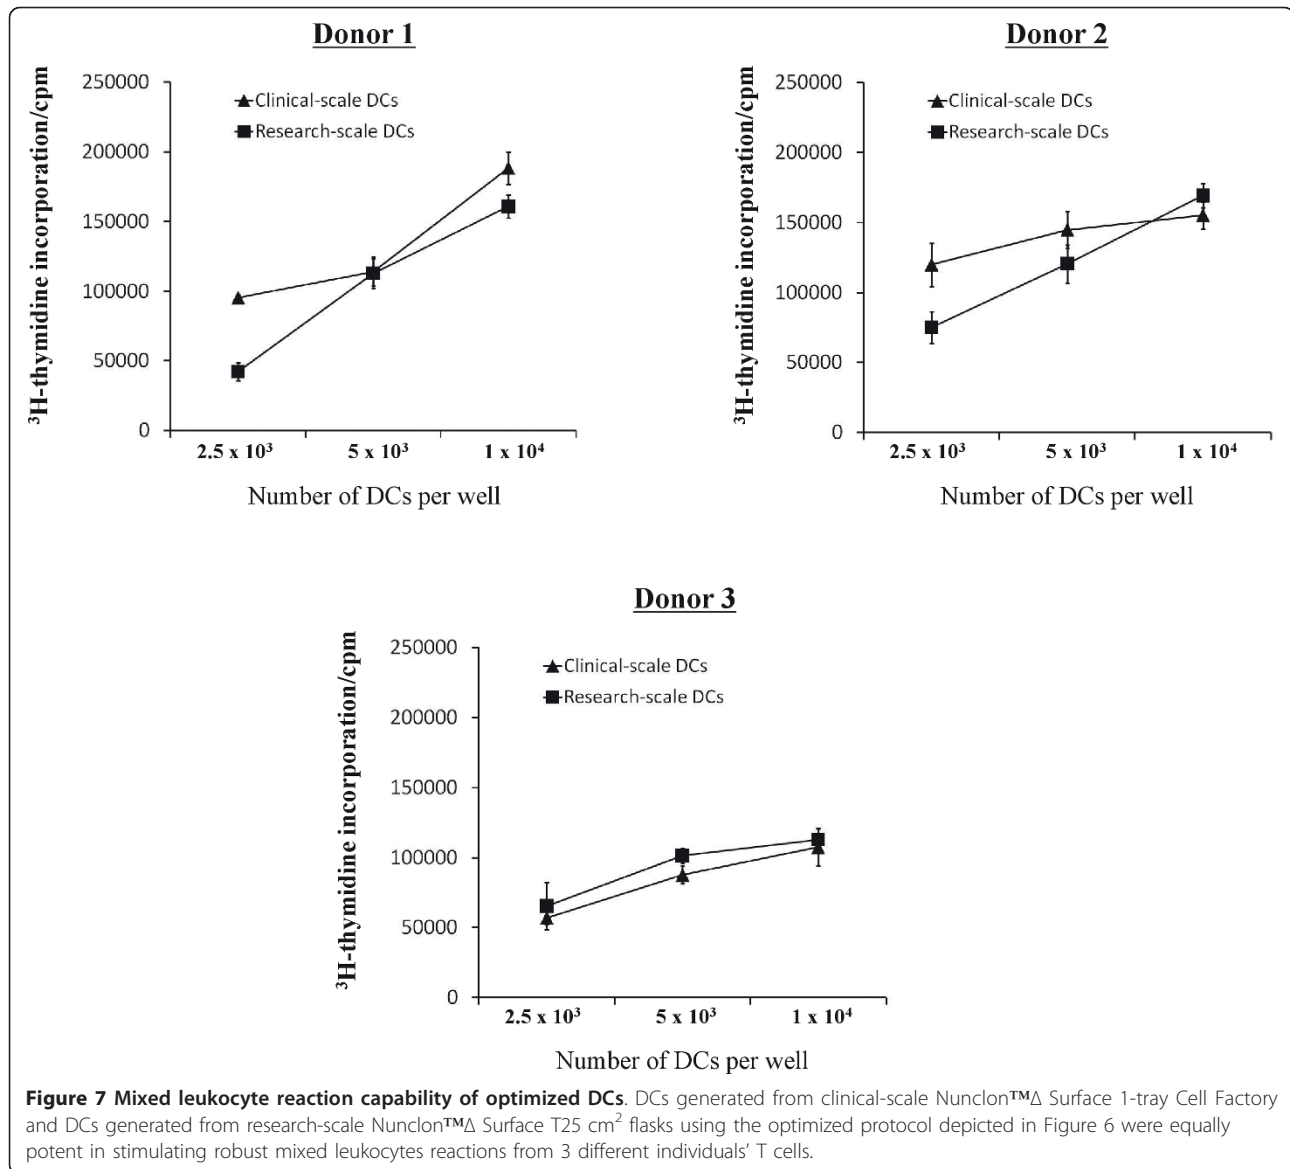 Donor 1
³H-thymidine incorporation/cpm
250000
200000
150000
100000
50000
0
Clinical-scale DCs
Research-scale DCs
2.5 x 10³ 5 x 10³ 1 x 10⁴
Number of DCs per well
Donor 2
³H-thymidine incorporation/cpm
250000
200000
150000
100000
50000
0
Clinical-scale DCs
Research-scale DCs
2.5 x 10³ 5 x 10³ 1 x 10⁴
Number of DCs per well
Donor 3
³H-thymidine incorporation/cpm
250000
200000
150000
100000
50000
0
Clinical-scale DCs
Research-scale DCs
2.5 x 10³ 5 x 10³ 1 x 10⁴
Number of DCs per well
Figure 7 Mixed leukocyte reaction capability of optimized DCs. DCs generated from clinical-scale Nunclon™Δ Surface 1-tray Cell Factory
and DCs generated from research-scale Nunclon™Δ Surface T25 cm² flasks using the optimized protocol depicted in Figure 6 were equally
potent in stimulating robust mixed leukocytes reactions from 3 different individuals' T cells.